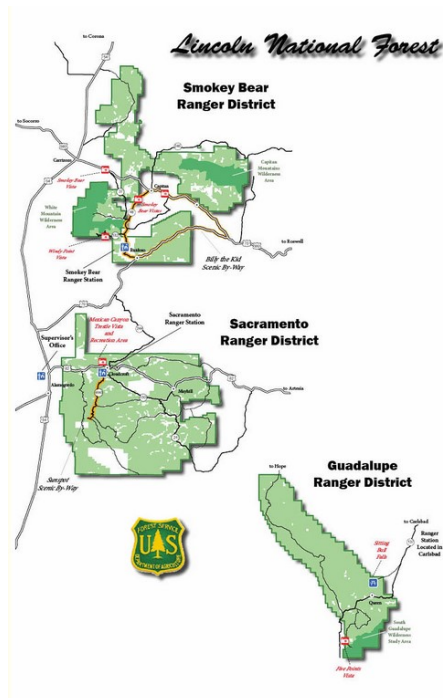 Lincoln National Forest
to Corona
Smokey Bear
Ranger District
to Socorro
Carrizozo
Smokey Bear
Vista
Capitan
Capitan
Mountains
Wilderness
Area
White
Mountain
Wilderness
Area
Windy Point
Vista
Ruidoso
to Roswell
Billy the Kid
Scenic By-Way
Smokey Bear
Ranger Station
Mexican Canyon
Trestle Vista
and
Recreation Area
Sacramento
Ranger Station
Sacramento
Ranger District
Supervisor's
Office
Cloudcroft
Alamogordo
Mayhill
to Artesia
Sunspot
Scenic By-Way
Guadalupe
Ranger District
to Hope
to Carlsbad
Sitting
Bull
Falls
Ranger
Station
Located in
Carlsbad
Queen
South
Guadalupe
Wilderness
Study Area
Five Points
Vista
FOREST SERVICE
U S
DEPARTMENT OF AGRICULTURE